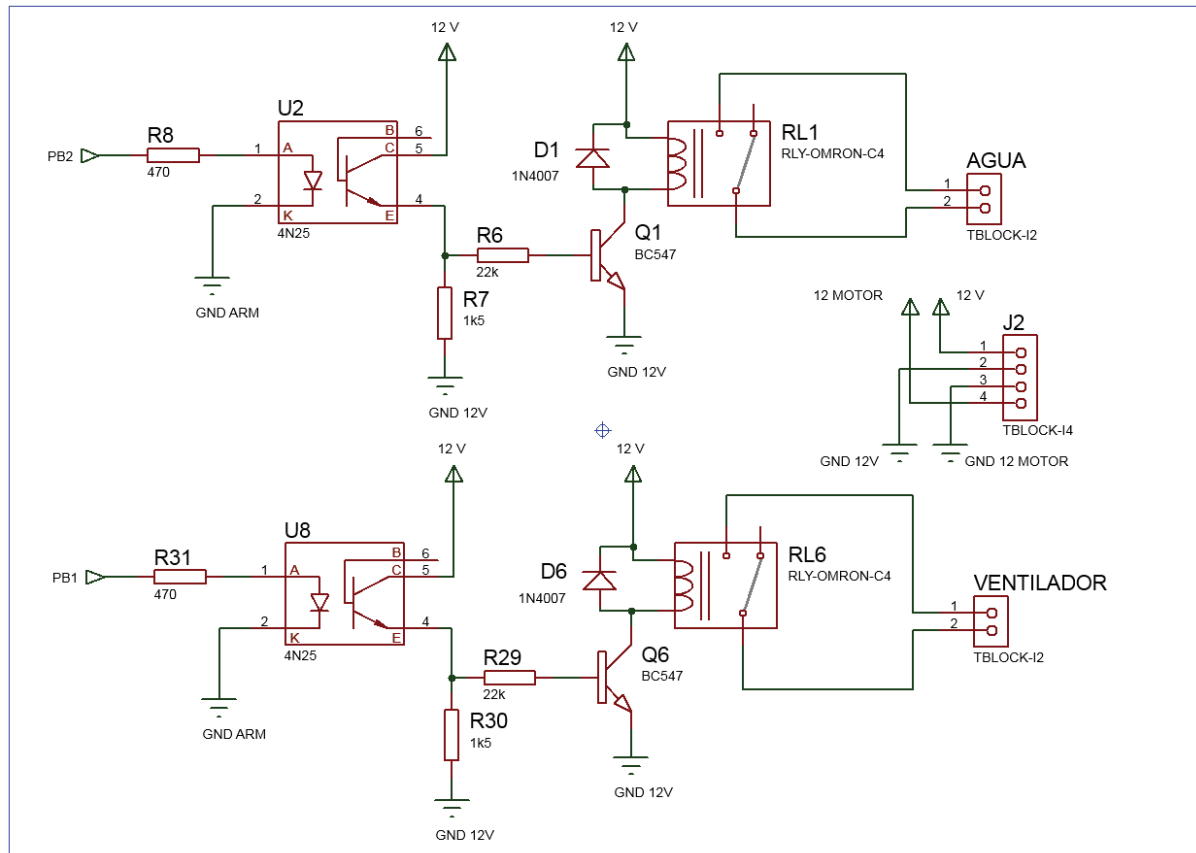 12 V
12 V
U2
R8
PB2
470
1
2
A
K
B
C
E
6
5
4
4N25
GND ARM
R6
22k
R7
1k5
GND 12V
D1
1N4007
Q1
BC547
GND 12V
RL1
RLY-OMRON-C4
AGUA
1
2
TBLOCK-I2
12 MOTOR
12 V
J2
1
2
3
4
TBLOCK-I4
GND 12V
GND 12 MOTOR
12 V
12 V
U8
R31
PB1
470
1
2
A
K
B
C
E
6
5
4
4N25
GND ARM
R29
22k
R30
1k5
GND 12V
D6
1N4007
Q6
BC547
GND 12V
RL6
RLY-OMRON-C4
VENTILADOR
1
2
TBLOCK-I2